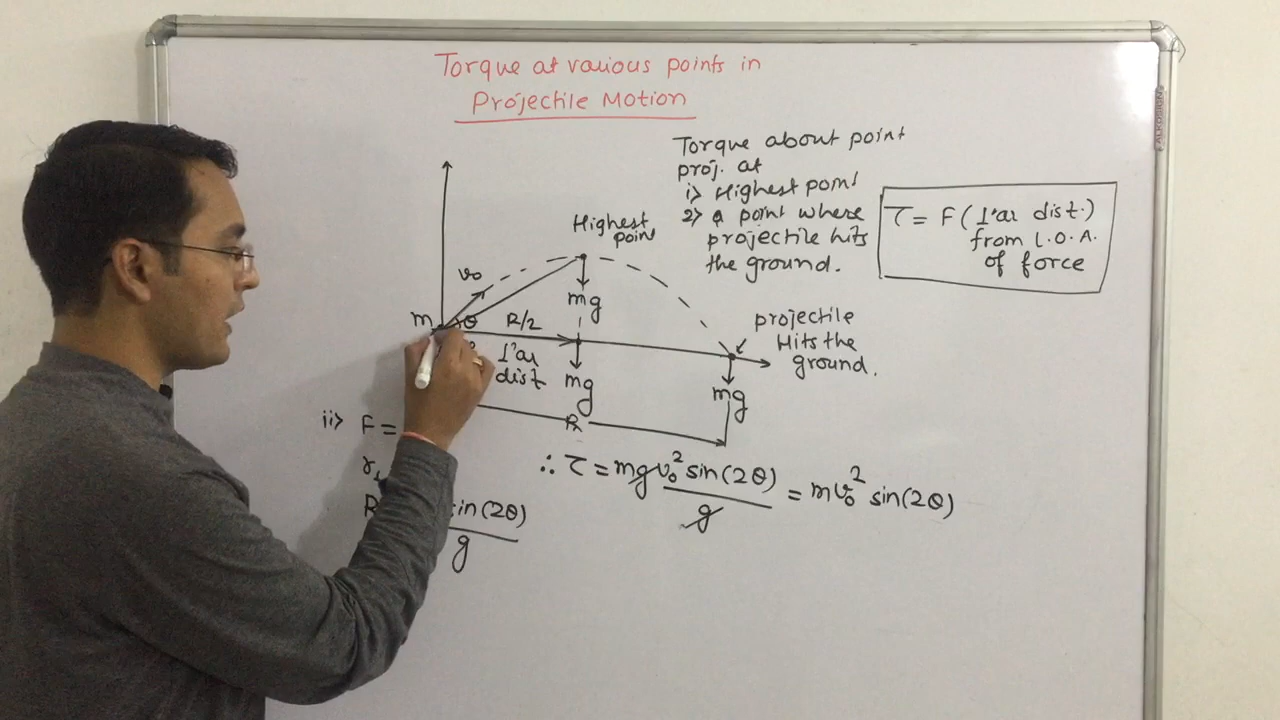 Torque at various points in
Projectile Motion
Torque about point
proj. at
i> Highest point
2> a point where
projectile hits
the ground.
τ = F (⊥'ar dist.)
from L.O.A.
of force
Highest
point
v₀
mg
m
θ
R/2
⊥'ar
dist
mg
projectile
Hits the
ground.
mg
R
ii> F =
∴ τ = mg v₀² sin(2θ) / g = m v₀² sin(2θ)
R
sin(2θ)
g
ALKOSIGN